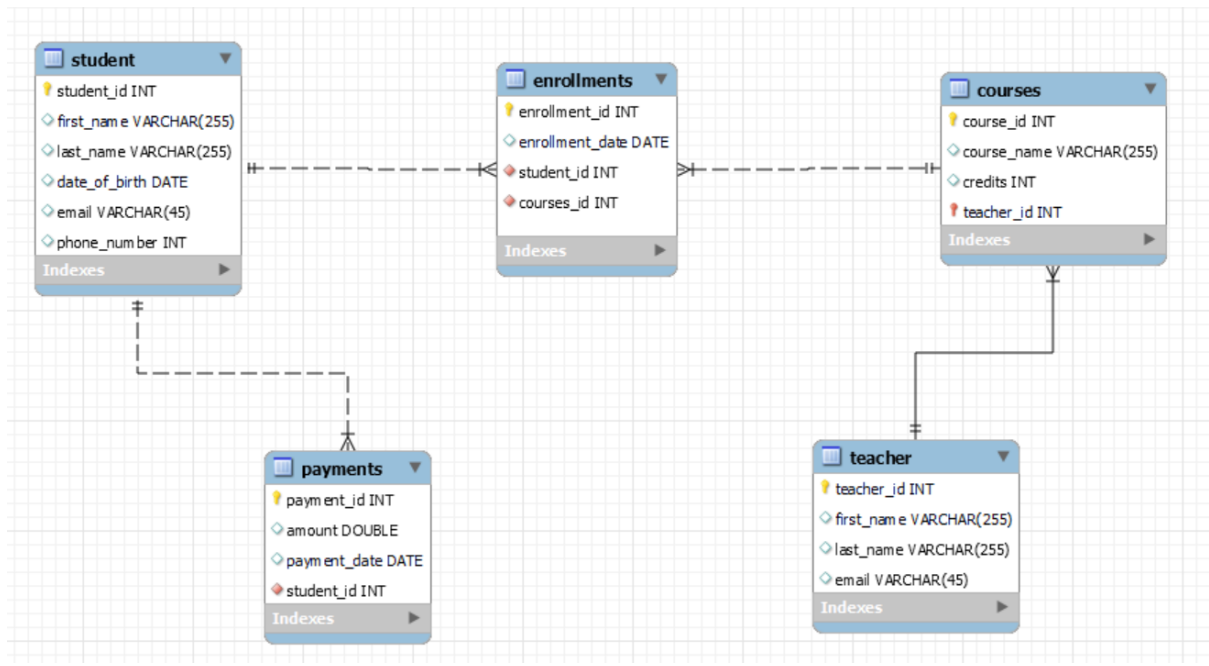 student
student_id INT
first_name VARCHAR(255)
last_name VARCHAR(255)
date_of_birth DATE
email VARCHAR(45)
phone_number INT
Indexes
enrollments
enrollment_id INT
enrollment_date DATE
student_id INT
courses_id INT
Indexes
courses
course_id INT
course_name VARCHAR(255)
credits INT
teacher_id INT
Indexes
payments
payment_id INT
amount DOUBLE
payment_date DATE
student_id INT
Indexes
teacher
teacher_id INT
first_name VARCHAR(255)
last_name VARCHAR(255)
email VARCHAR(45)
Indexes